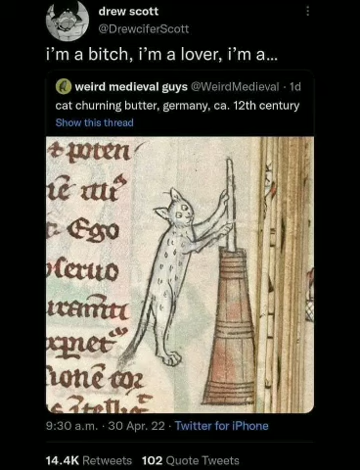 drew scott
@DrewciferScott
i'm a bitch, i'm a lover, i'm a...
weird medieval guys @WeirdMedieval · 1d
cat churning butter, germany, ca. 12th century
Show this thread
Ego
9:30 a.m. · 30 Apr. 22 · Twitter for iPhone
14.4K Retweets 102 Quote Tweets